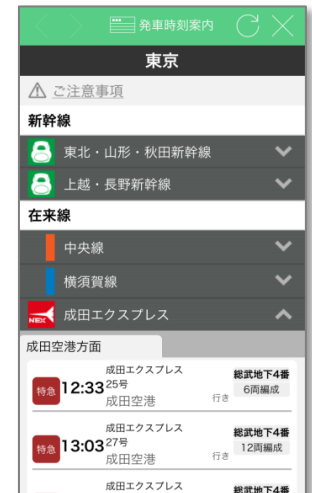 発車時刻案内
東京
ご注意事項
新幹線
東北・山形・秋田新幹線
上越・長野新幹線
在来線
中央線
横須賀線
NEX 成田エクスプレス
成田空港方面
特急 12:33 成田エクスプレス 25号 成田空港 行き 総武地下4番 6両編成
特急 13:03 成田エクスプレス 27号 成田空港 行き 総武地下4番 12両編成
成田エクスプレス 総武地下4番